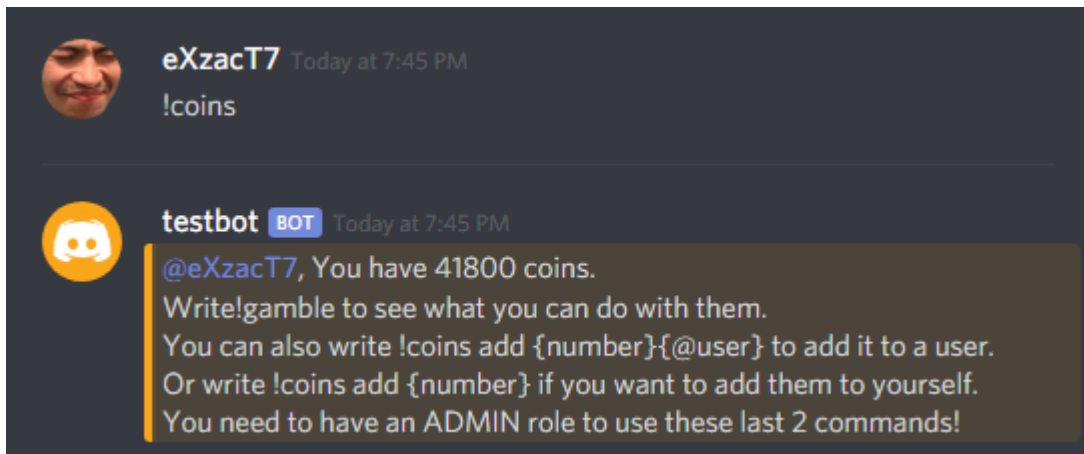 eXzacT7 Today at 7:45 PM
!coins
testbot BOT Today at 7:45 PM
@eXzacT7, You have 41800 coins.
Write!gamble to see what you can do with them.
You can also write !coins add {number}{@user} to add it to a user.
Or write !coins add {number} if you want to add them to yourself.
You need to have an ADMIN role to use these last 2 commands!